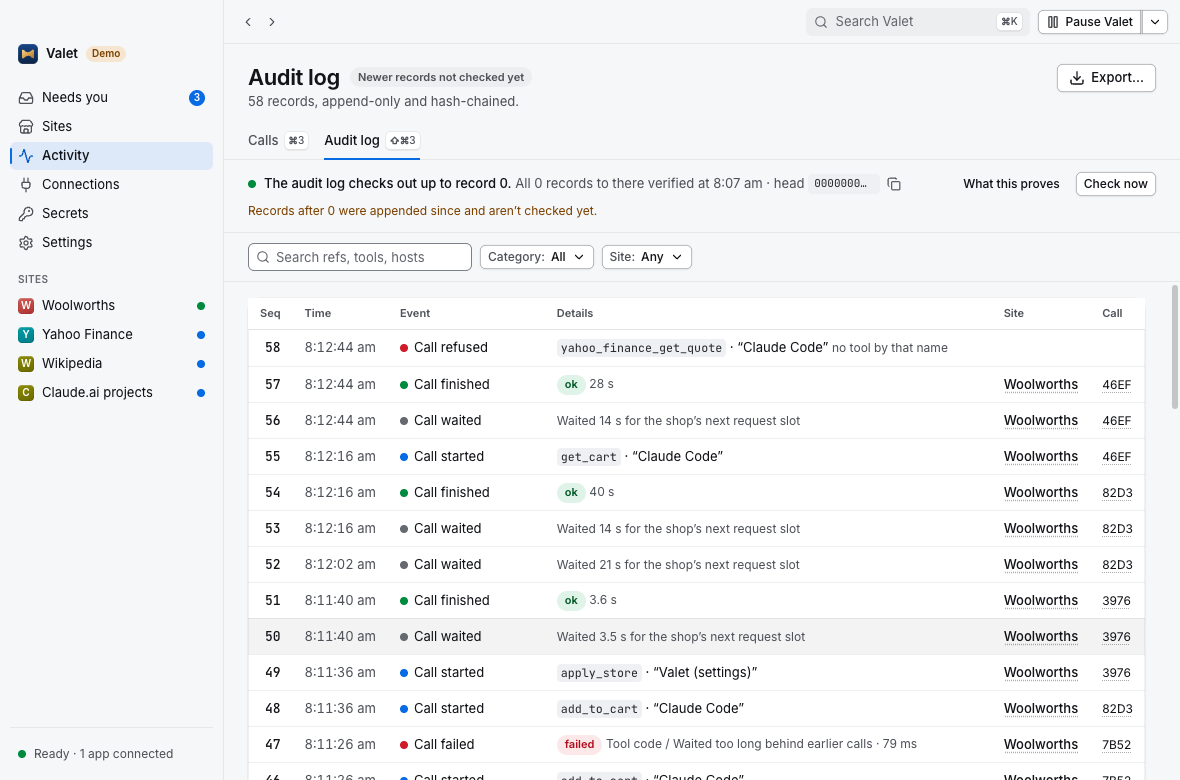 Search Valet ⌘K Pause Valet
Valet Demo
Needs you 3
Sites
Activity
Connections
Secrets
Settings
SITES
W Woolworths
Y Yahoo Finance
W Wikipedia
C Claude.ai projects
Ready · 1 app connected
Audit log Newer records not checked yet
Export...
58 records, append-only and hash-chained.
Calls ⌘3 Audit log ⇧⌘3
The audit log checks out up to record 0. All 0 records to there verified at 8:07 am · head 0000000… What this proves Check now
Records after 0 were appended since and aren’t checked yet.
Search refs, tools, hosts Category: All Site: Any
Seq Time Event Details Site Call
58 8:12:44 am Call refused yahoo_finance_get_quote · “Claude Code” no tool by that name
57 8:12:44 am Call finished ok 28 s Woolworths 46EF
56 8:12:44 am Call waited Waited 14 s for the shop’s next request slot Woolworths 46EF
55 8:12:16 am Call started get_cart · “Claude Code” Woolworths 46EF
54 8:12:16 am Call finished ok 40 s Woolworths 82D3
53 8:12:16 am Call waited Waited 14 s for the shop’s next request slot Woolworths 82D3
52 8:12:02 am Call waited Waited 21 s for the shop’s next request slot Woolworths 82D3
51 8:11:40 am Call finished ok 3.6 s Woolworths 3976
50 8:11:40 am Call waited Waited 3.5 s for the shop’s next request slot Woolworths 3976
49 8:11:36 am Call started apply_store · “Valet (settings)” Woolworths 3976
48 8:11:36 am Call started add_to_cart · “Claude Code” Woolworths 82D3
47 8:11:26 am Call failed failed Tool code / Waited too long behind earlier calls · 79 ms Woolworths 7B52
46 8:11:26 am Call started add_to_cart · “Claude Code” Woolworths 7B52